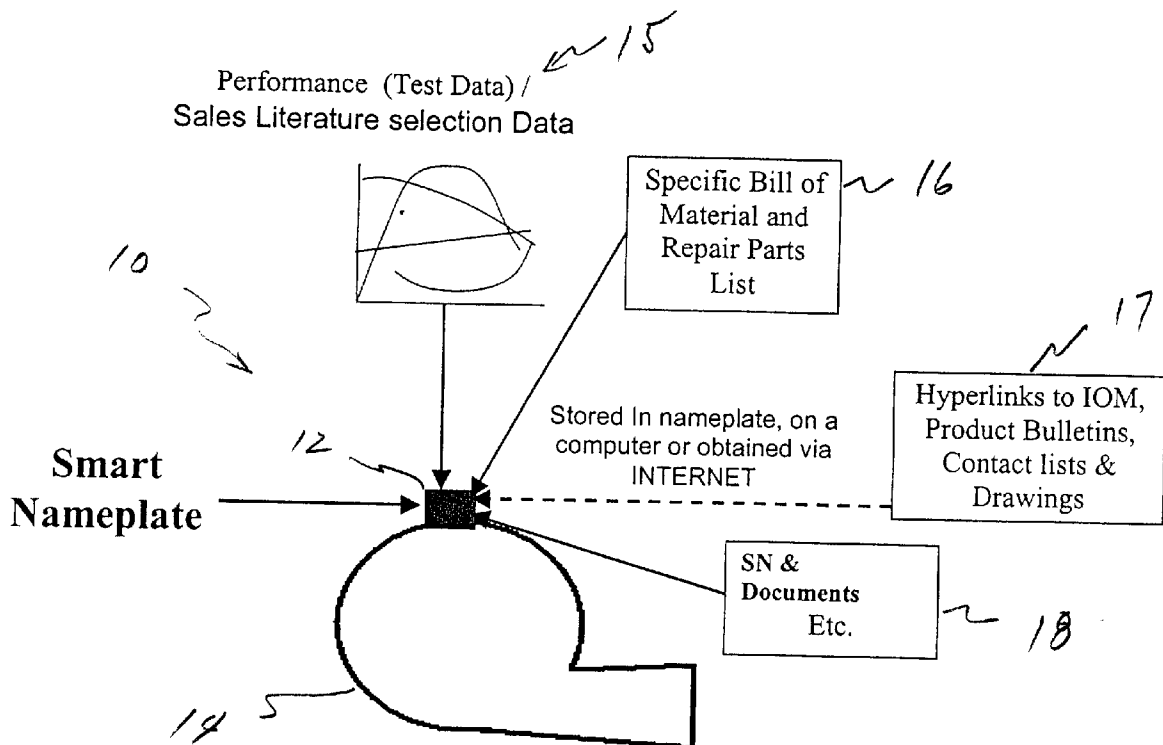 15
Performance (Test Data) /
Sales Literature selection Data
Specific Bill of
Material and
Repair Parts
List
16
10
17
Hyperlinks to IOM,
Product Bulletins,
Contact lists &
Drawings
Stored In nameplate, on a
computer or obtained via
INTERNET
12
Smart
Nameplate
SN &
Documents
Etc.
18
14